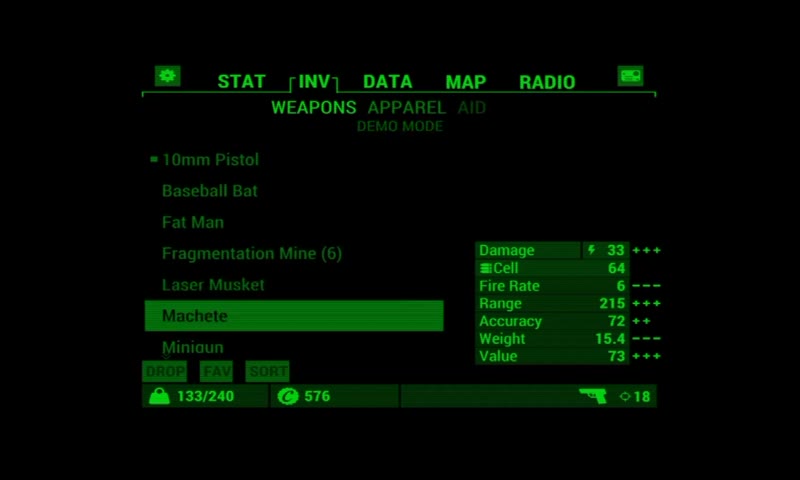 STAT INV DATA MAP RADIO
WEAPONS APPAREL AID
DEMO MODE
10mm Pistol
Baseball Bat
Fat Man
Fragmentation Mine (6)
Laser Musket
Machete
Minigun
Damage 33 +++
Cell 64
Fire Rate 6 ---
Range 215 +++
Accuracy 72 ++
Weight 15.4 ---
Value 73 +++
DROP FAV SORT
133/240 576 18